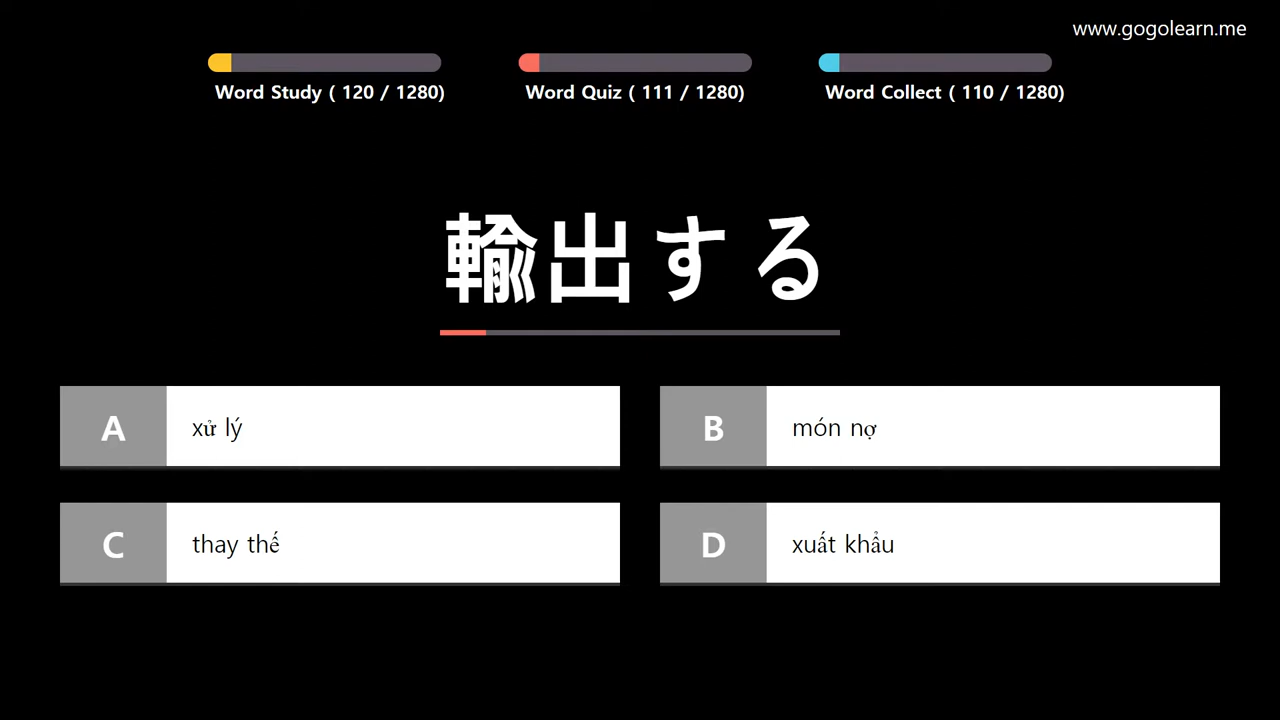 www.gogolearn.me
Word Study ( 120 / 1280)
Word Quiz ( 111 / 1280)
Word Collect ( 110 / 1280)
輸出する
A xử lý
B món nợ
C thay thế
D xuất khẩu